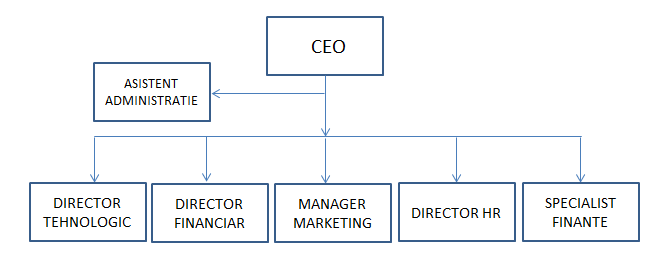 CEO
ASISTENT
ADMINISTRATIE
DIRECTOR
TEHNOLOGIC
DIRECTOR
FINANCIAR
MANAGER
MARKETING
DIRECTOR HR
SPECIALIST
FINANTE